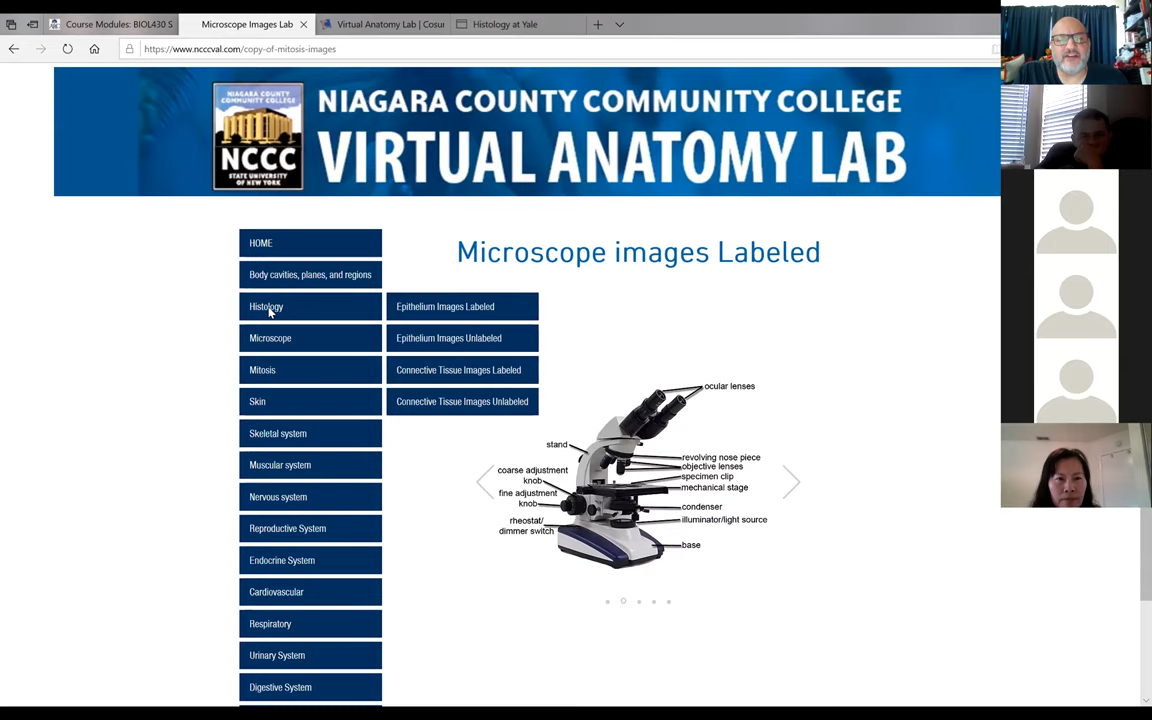 Course Modules: BIOL430 S
Microscope Images Lab
Virtual Anatomy Lab | Cosur
Histology at Yale
https://www.ncccval.com/copy-of-mitosis-images
NIAGARA COUNTY
COMMUNITY COLLEGE
NCCC
STATE UNIVERSITY
OF NEW YORK
NIAGARA COUNTY COMMUNITY COLLEGE
VIRTUAL ANATOMY LAB
Microscope images Labeled
HOME
Body cavities, planes, and regions
Histology
Microscope
Mitosis
Skin
Skeletal system
Muscular system
Nervous system
Reproductive System
Endocrine System
Cardiovascular
Respiratory
Urinary System
Digestive System
Epithelium Images Labeled
Epithelium Images Unlabeled
Connective Tissue Images Labeled
Connective Tissue Images Unlabeled
ocular lenses
stand
coarse adjustment
knob
fine adjustment
knob
rheostat/
dimmer switch
revolving nose piece
objective lenses
specimen clip
mechanical stage
condenser
illuminator/light source
base